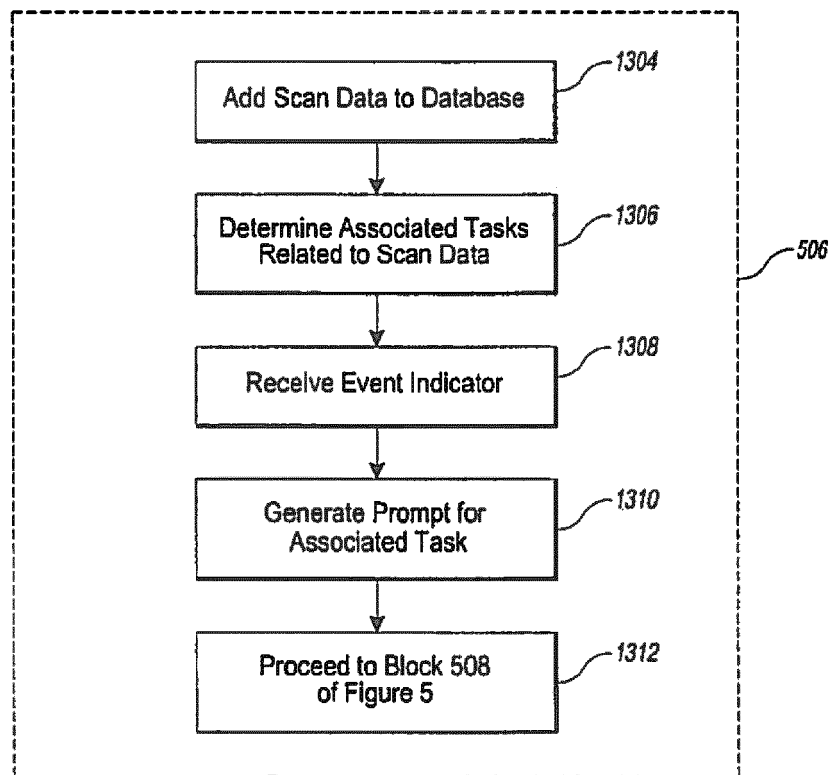 1304
Add Scan Data to Database
1306
Determine Associated Tasks
Related to Scan Data
506
1308
Receive Event Indicator
1310
Generate Prompt for
Associated Task
1312
Proceed to Block 508
of Figure 5